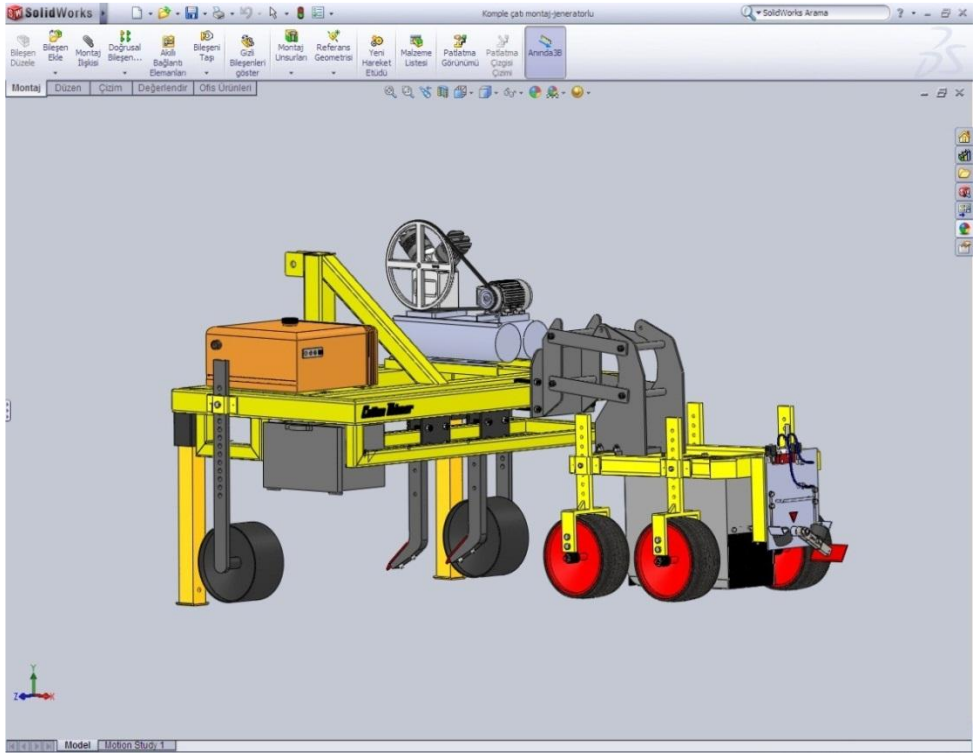 SolidWorks
Komple çatı montaj-jeneratorlu
SolidWorks Arama
?
Bileşen Düzele
Bileşen Ekle
Montaj İlişkisi
Doğrusal Bileşen...
Akıllı Bağlantı Elemanları
Bileşeni Taşı
Gizli Bileşenleri göster
Montaj Unsurları
Referans Geometrisi
Yeni Hareket Etüdü
Malzeme Listesi
Patlatma Görünümü
Patlatma Çizgisi Çizimi
Anında3B
Montaj
Düzen
Çizim
Değerlendir
Ofis Ürünleri
Y
Z
X
Model
Motion Study 1